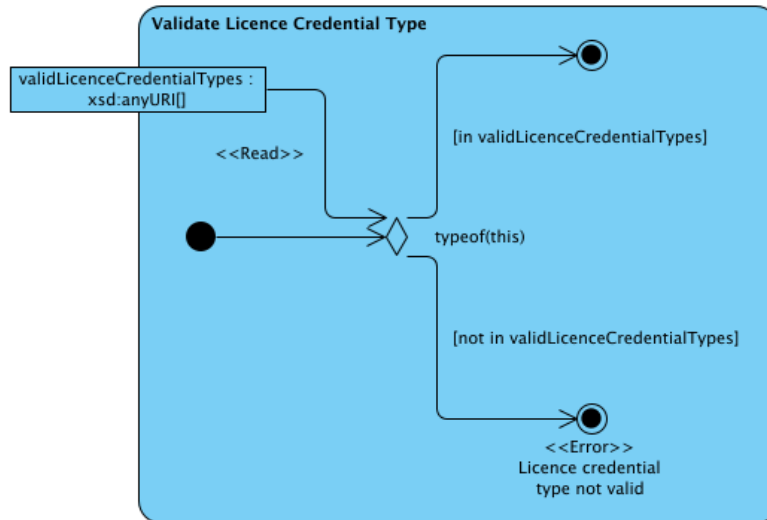 Validate Licence Credential Type
validLicenceCredentialTypes :
xsd:anyURI[]
[in validLicenceCredentialTypes]
<<Read>>
typeof(this)
[not in validLicenceCredentialTypes]
<<Error>>
Licence credential
type not valid